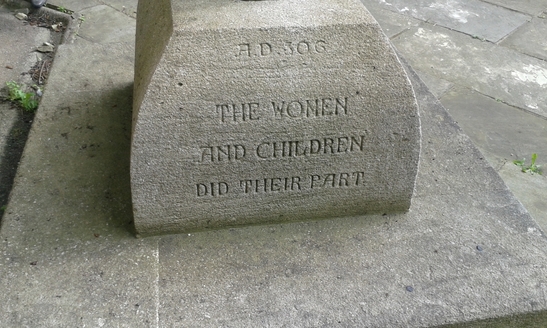 A.D. 306
THE WOMEN
AND CHILDREN
DID THEIR PART